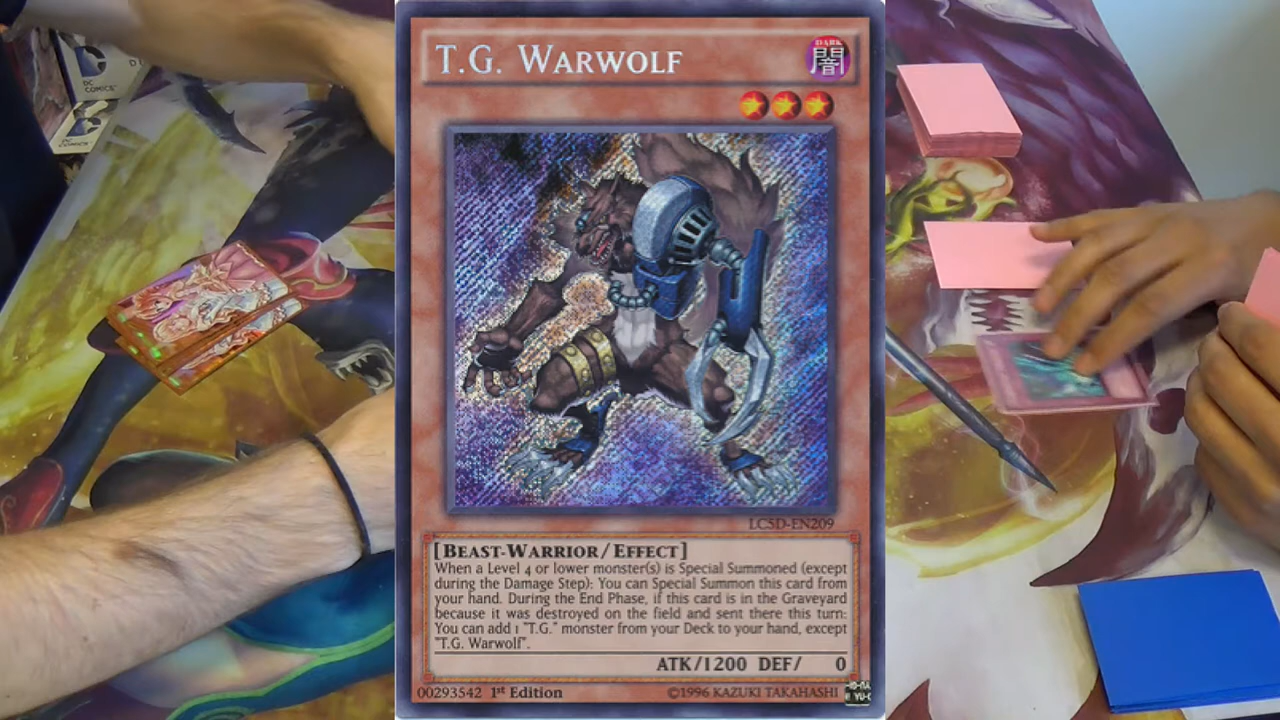 T.G. WARWOLF
DARK
闇
DC
COMICS
LC5D-EN209
[BEAST-WARRIOR/EFFECT]
When a Level 4 or lower monster(s) is Special Summoned (except
during the Damage Step): You can Special Summon this card from
your hand. During the End Phase, if this card is in the Graveyard
because it was destroyed on the field and sent there this turn:
You can add 1 "T.G." monster from your Deck to your hand, except
"T.G. Warwolf".
ATK/1200 DEF/ 0
00293542 1st Edition ©1996 KAZUKI TAKAHASHI